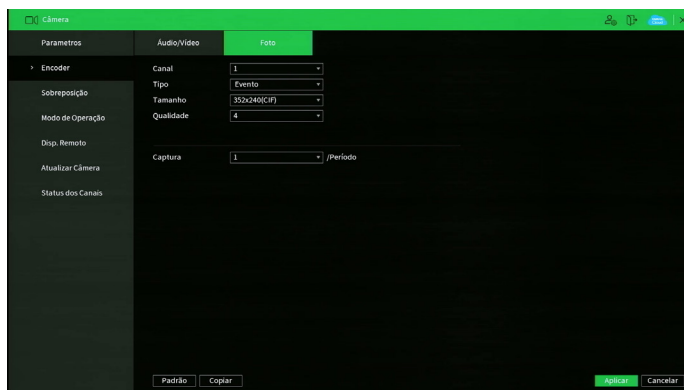 Câmera
Parametros
Encoder
Sobreposição
Modo de Operação
Disp. Remoto
Atualizar Câmera
Status dos Canais
Áudio/Vídeo Foto
Canal 1
Tipo Evento
Tamanho 352x240(CIF)
Qualidade 4
Captura 1 /Período
Padrão Copiar Aplicar Cancelar